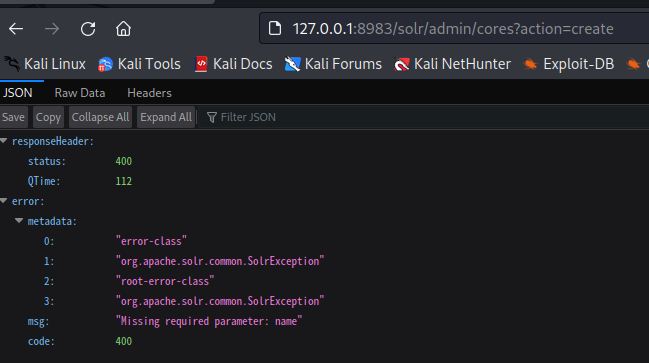 127.0.0.1:8983/solr/admin/cores?action=create
Kali Linux Kali Tools Kali Docs Kali Forums Kali NetHunter Exploit-DB
JSON Raw Data Headers
Save Copy Collapse All Expand All Filter JSON
responseHeader:
status: 400
QTime: 112
error:
metadata:
0: "error-class"
1: "org.apache.solr.common.SolrException"
2: "root-error-class"
3: "org.apache.solr.common.SolrException"
msg: "Missing required parameter: name"
code: 400